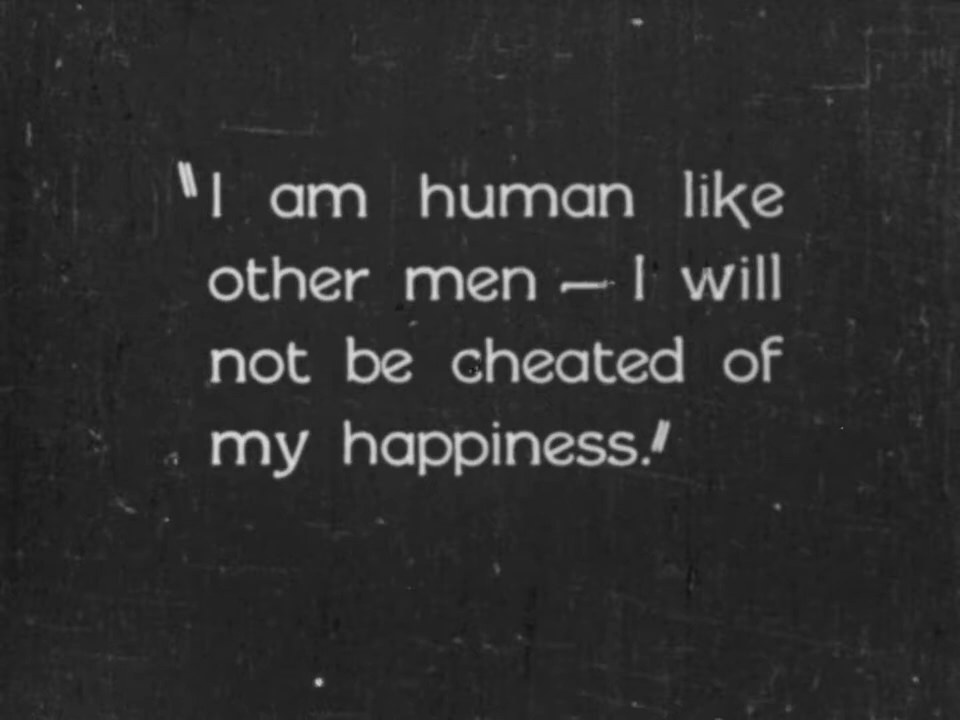 "I am human like
other men — I will
not be cheated of
my happiness."